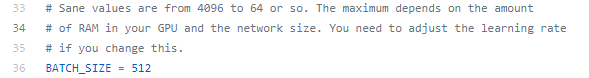 33 # Sane values are from 4096 to 64 or so. The maximum depends on the amount
34 # of RAM in your GPU and the network size. You need to adjust the learning rate
35 # if you change this.
36 BATCH_SIZE = 512